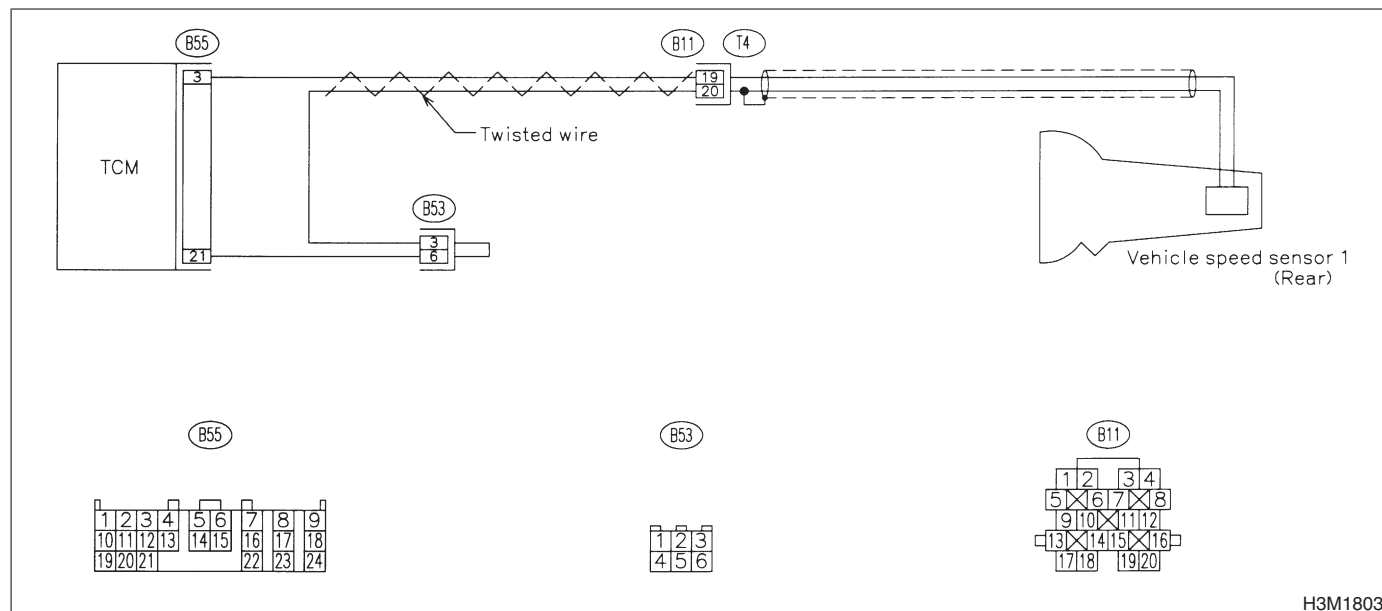 B55
B11 T4
3
19
20
Twisted wire
TCM
B53
3
6
21
Vehicle speed sensor 1
(Rear)
B55
B53
B11
1 2 3 4 5 6 7 8 9
10 11 12 13 14 15 16 17 18
19 20 21 22 23 24
1 2 3
4 5 6
1 2 3 4
5 6 7 8
9 10 11 12
13 14 15 16
17 18 19 20
H3M1803